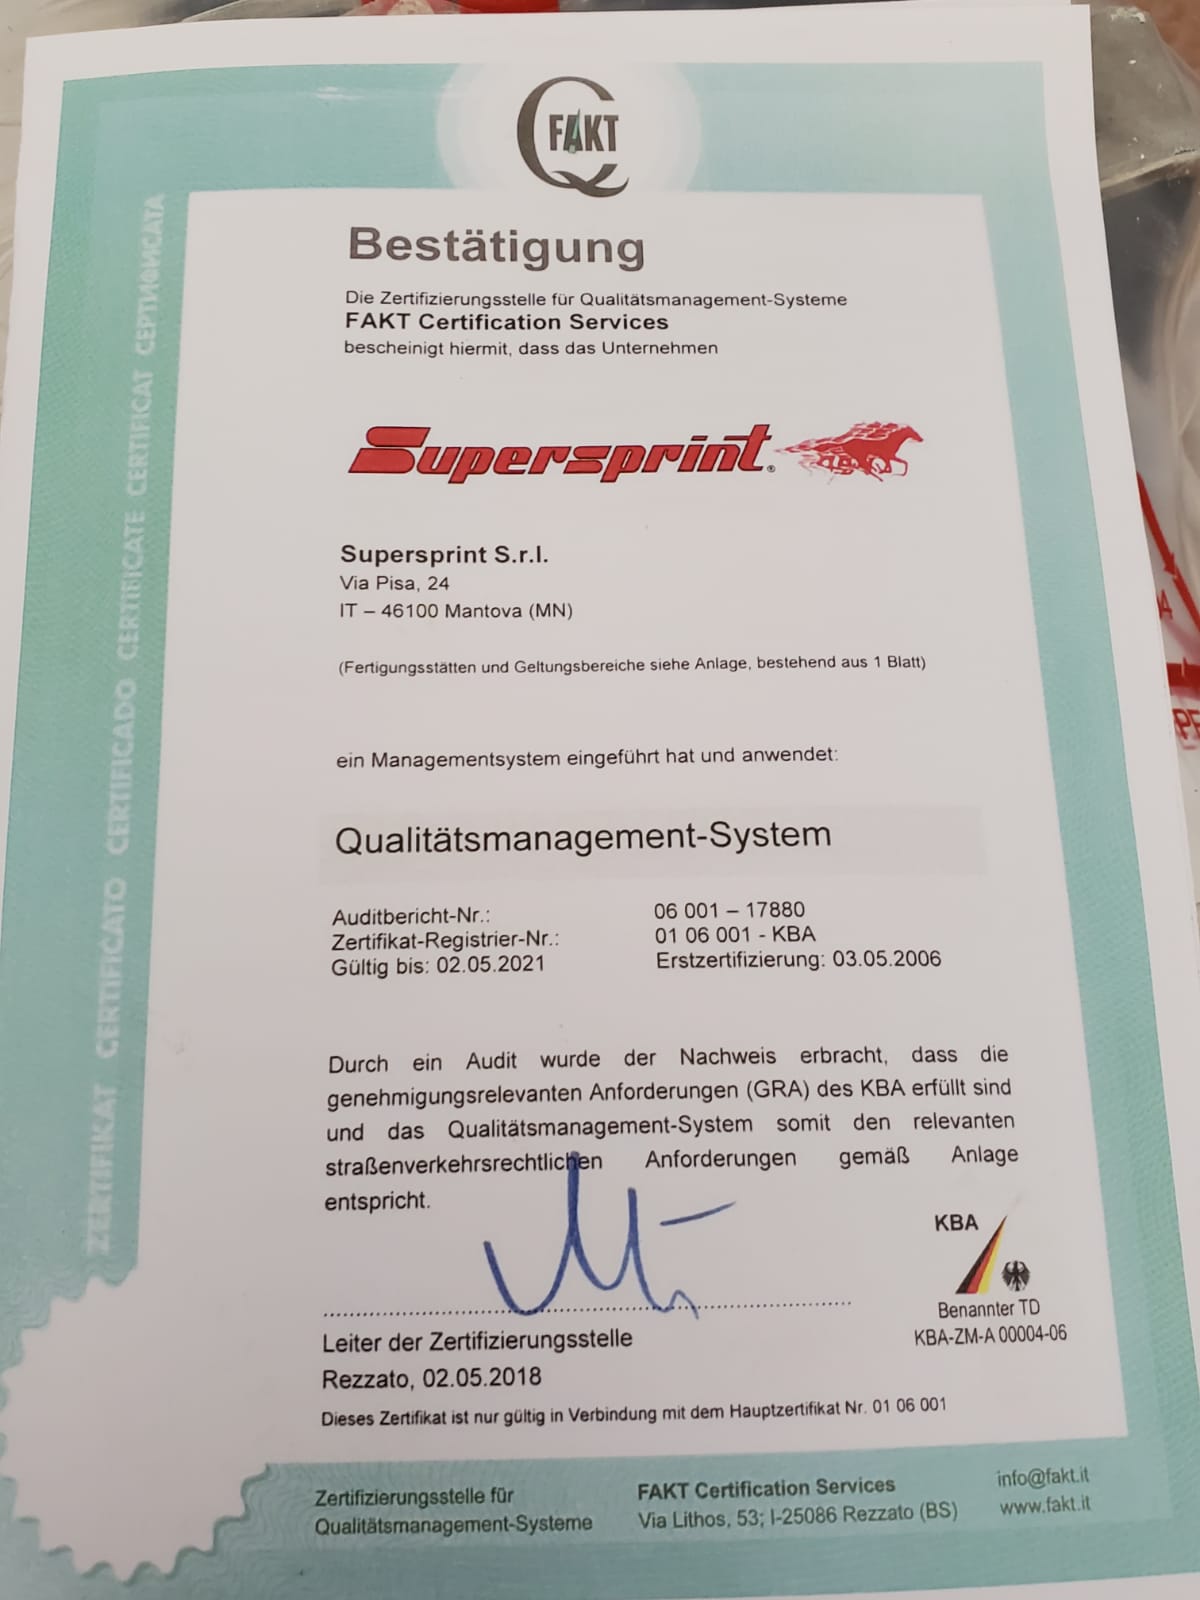 FAKT
Bestätigung
Die Zertifizierungsstelle für Qualitätsmanagement-Systeme
FAKT Certification Services
bescheinigt hiermit, dass das Unternehmen
Supersprint®
Supersprint S.r.l.
Via Pisa, 24
IT – 46100 Mantova (MN)
(Fertigungsstätten und Geltungsbereiche siehe Anlage, bestehend aus 1 Blatt)
ein Managementsystem eingeführt hat und anwendet:
Qualitätsmanagement-System
Auditbericht-Nr.: 06 001 – 17880
Zertifikat-Registrier-Nr.: 01 06 001 - KBA
Gültig bis: 02.05.2021 Erstzertifizierung: 03.05.2006
Durch ein Audit wurde der Nachweis erbracht, dass die
genehmigungsrelevanten Anforderungen (GRA) des KBA erfüllt sind
und das Qualitätsmanagement-System somit den relevanten
straßenverkehrsrechtlichen Anforderungen gemäß Anlage
entspricht.
KBA
Benannter TD
KBA-ZM-A 00004-06
Leiter der Zertifizierungsstelle
Rezzato, 02.05.2018
Dieses Zertifikat ist nur gültig in Verbindung mit dem Hauptzertifikat Nr. 01 06 001
Zertifizierungsstelle für
Qualitätsmanagement-Systeme
FAKT Certification Services
Via Lithos, 53; I-25086 Rezzato (BS)
info@fakt.it
www.fakt.it
ZERTIFIKAT CERTIFICATO CERTIFICADO CERTIFICATE CERTIFICAT